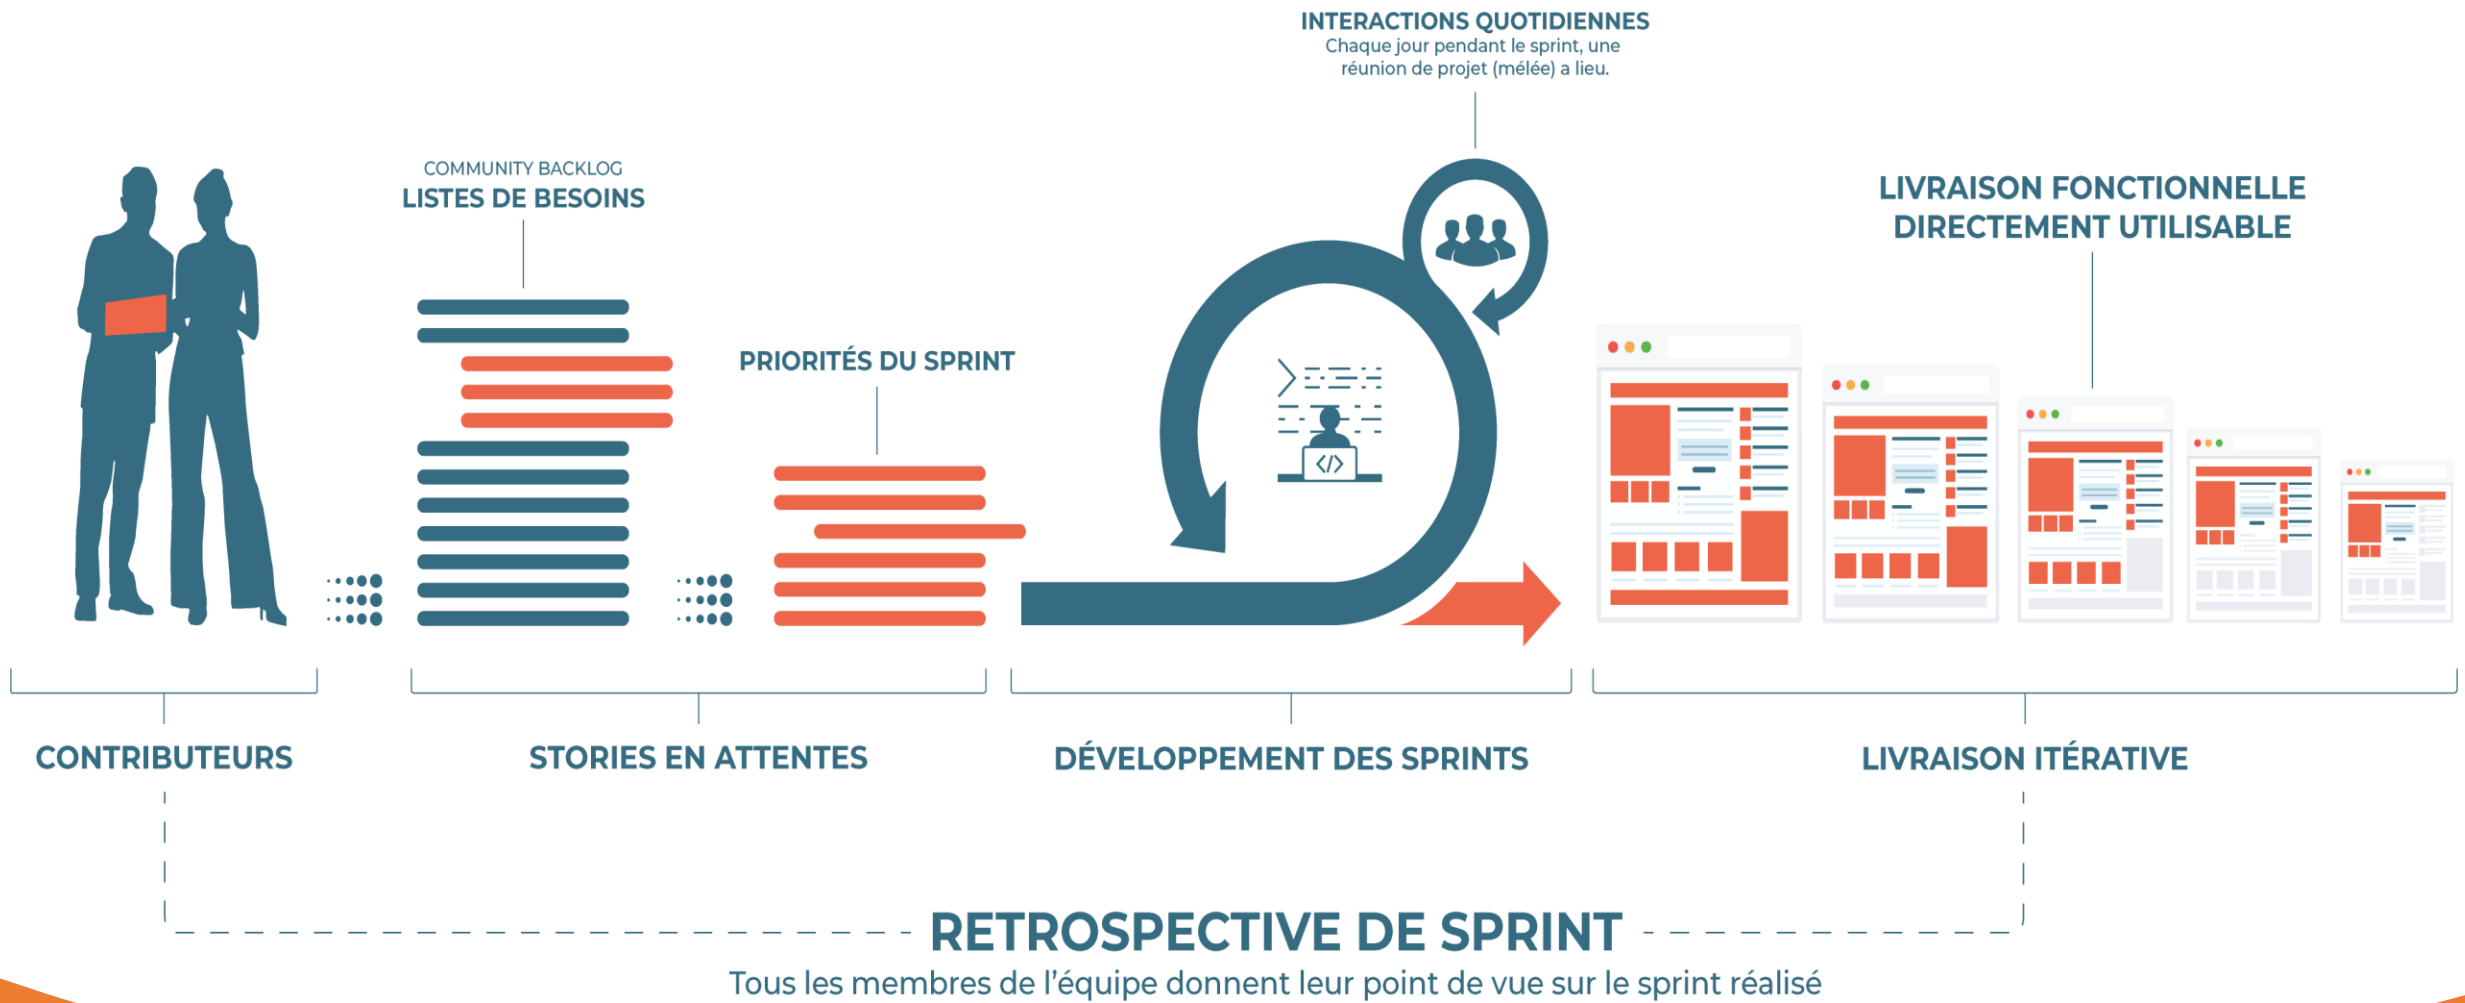 INTERACTIONS QUOTIDIENNES
Chaque jour pendant le sprint, une
réunion de projet (mélée) a lieu.
COMMUNITY BACKLOG
LISTES DE BESOINS
PRIORITÉS DU SPRINT
LIVRAISON FONCTIONNELLE
DIRECTEMENT UTILISABLE
</>
CONTRIBUTEURS
STORIES EN ATTENTES
DÉVELOPPEMENT DES SPRINTS
LIVRAISON ITÉRATIVE
RETROSPECTIVE DE SPRINT
Tous les membres de l'équipe donnent leur point de vue sur le sprint réalisé